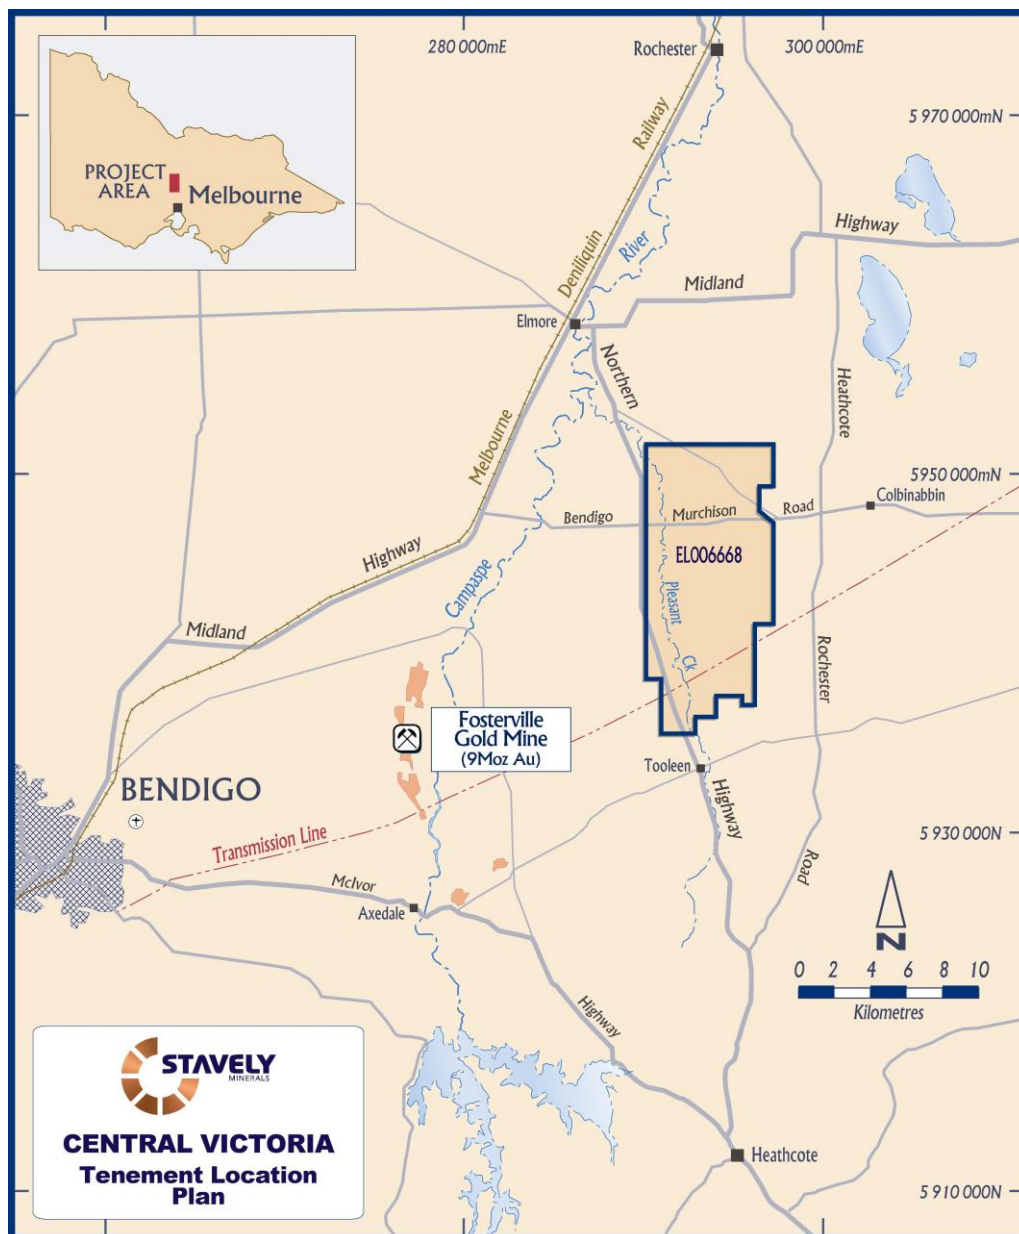 280 000mE
300 000mE
Rochester
5 970 000mN
PROJECT
AREA
Melbourne
Railway
Highway
River
Deniliquin
Midland
Elmore
Northern
Heathcote
Melbourne
5950 000mN
Colbinabbin
Bendigo
Murchison
Road
EL006668
Highway
Campaspe
Pleasant
Ck
Midland
Rochester
Fosterville
Gold Mine
(9Moz Au)
Tooleen
BENDIGO
Highway
Transmission Line
5 930 000N
Road
McIvor
Axedale
N
0 2 4 6 8 10
Kilometres
Highway
STAVELY
MINERALS
CENTRAL VICTORIA
Tenement Location
Plan
Heathcote
5 910 000N